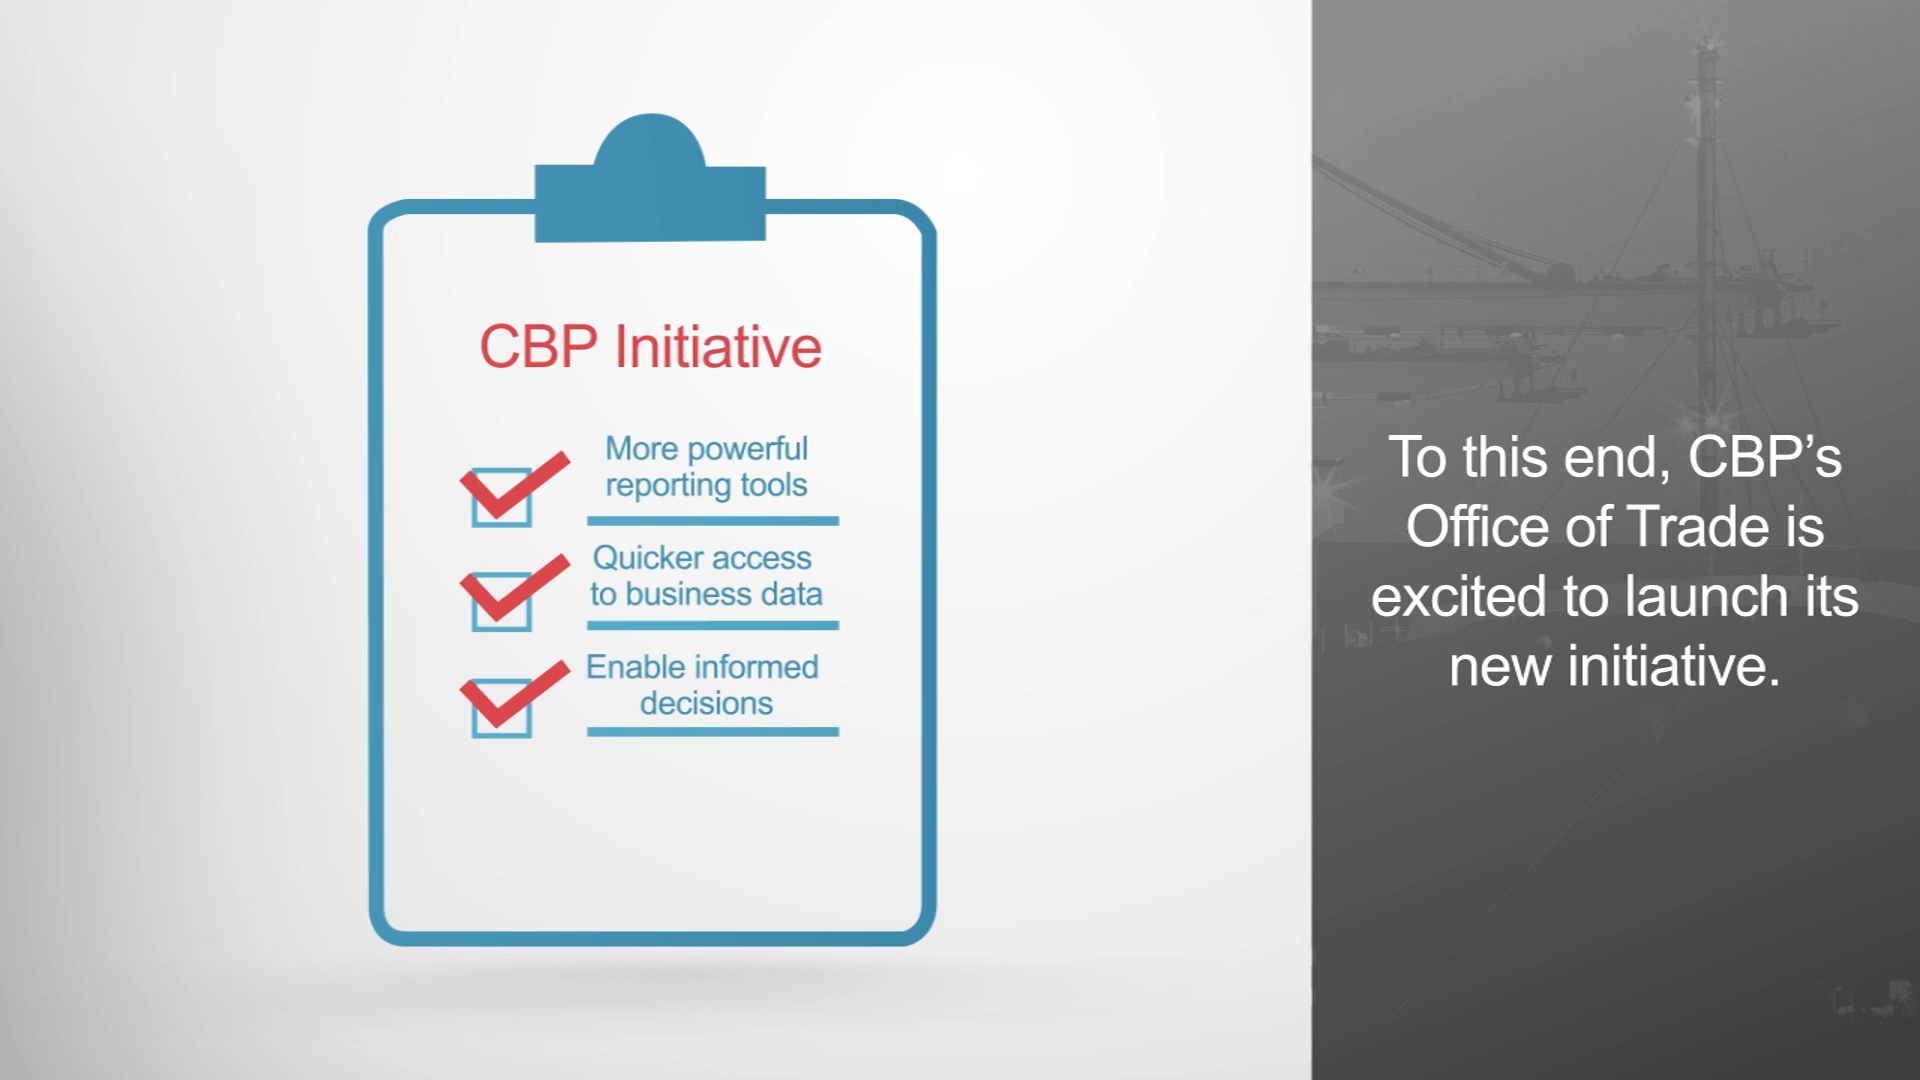 CBP Initiative
More powerful
reporting tools
Quicker access
to business data
Enable informed
decisions
To this end, CBP’s
Office of Trade is
excited to launch its
new initiative.